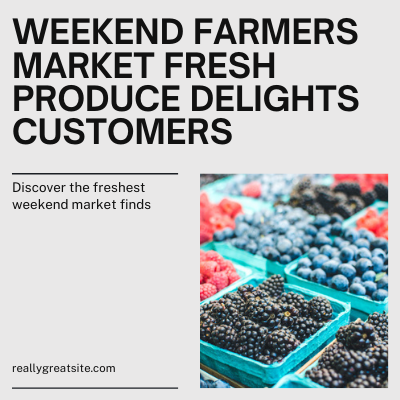 WEEKEND FARMERS
MARKET FRESH
PRODUCE DELIGHTS
CUSTOMERS
Discover the freshest
weekend market finds
reallygreatsite.com